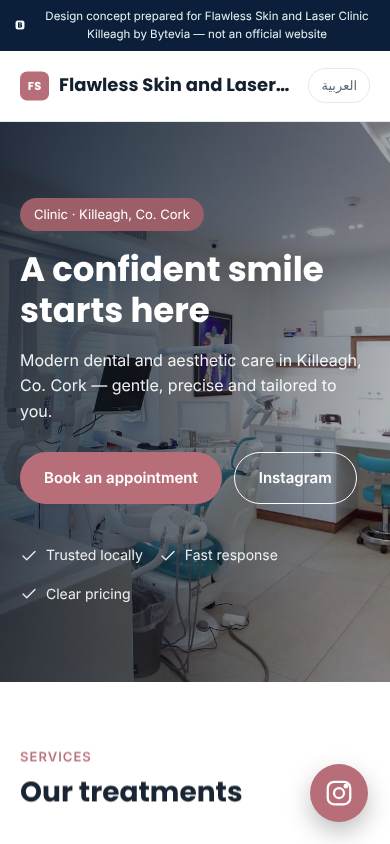 Design concept prepared for Flawless Skin and Laser Clinic
Killeagh by Bytevia — not an official website
FS
Flawless Skin and Laser...
العربية
Clinic · Killeagh, Co. Cork
A confident smile
starts here
Modern dental and aesthetic care in Killeagh,
Co. Cork — gentle, precise and tailored to
you.
Book an appointment
Instagram
Trusted locally
Fast response
Clear pricing
SERVICES
Our treatments